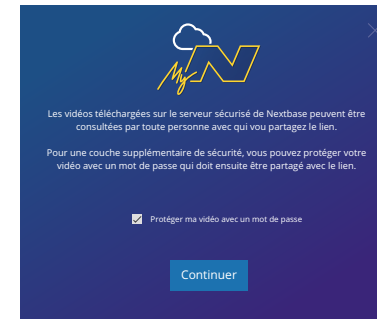 My N
Les vidéos téléchargées sur le serveur sécurisé de Nextbase peuvent être
consultées par toute personne avec qui vou partagez le lien.
Pour une couche supplémentaire de sécurité, vous pouvez protéger votre
vidéo avec un mot de passe qui doit ensuite être partagé avec le lien.
Protéger ma vidéo avec un mot de passe
Continuer